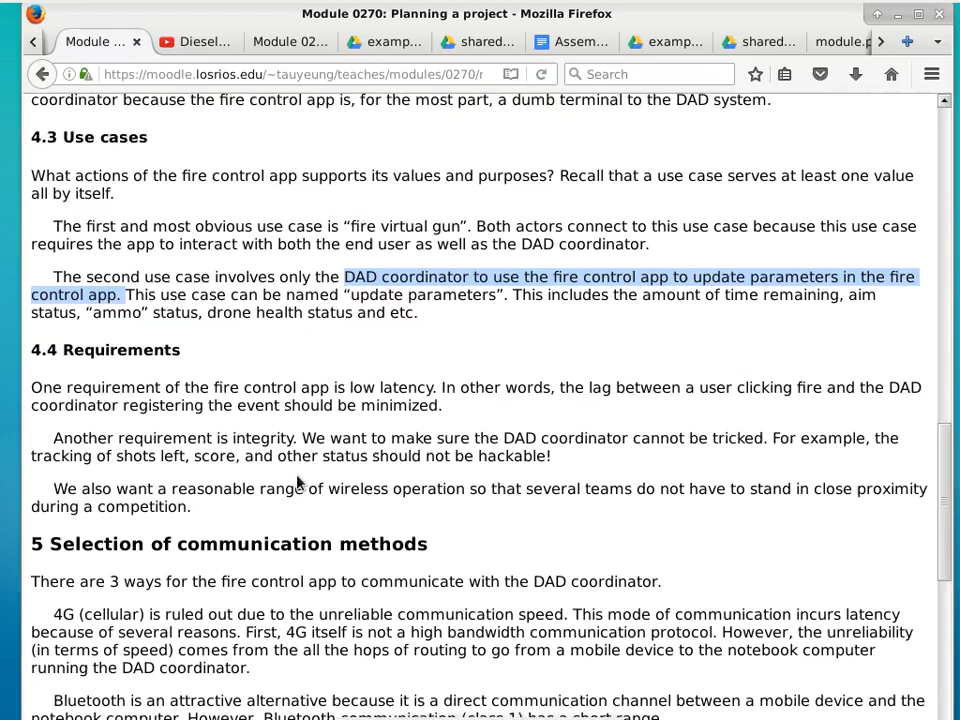 Module 0270: Planning a project - Mozilla Firefox
Module ...
Diesel...
Module 02...
examp...
shared...
Assem...
examp...
shared...
module.p
https://moodle.losrios.edu/~tauyeung/teaches/modules/0270/r
Search
coordinator because the fire control app is, for the most part, a dumb terminal to the DAD system.
4.3 Use cases
What actions of the fire control app supports its values and purposes? Recall that a use case serves at least one value
all by itself.
The first and most obvious use case is “fire virtual gun”. Both actors connect to this use case because this use case
requires the app to interact with both the end user as well as the DAD coordinator.
The second use case involves only the DAD coordinator to use the fire control app to update parameters in the fire
control app. This use case can be named “update parameters”. This includes the amount of time remaining, aim
status, “ammo” status, drone health status and etc.
4.4 Requirements
One requirement of the fire control app is low latency. In other words, the lag between a user clicking fire and the DAD
coordinator registering the event should be minimized.
Another requirement is integrity. We want to make sure the DAD coordinator cannot be tricked. For example, the
tracking of shots left, score, and other status should not be hackable!
We also want a reasonable range of wireless operation so that several teams do not have to stand in close proximity
during a competition.
5 Selection of communication methods
There are 3 ways for the fire control app to communicate with the DAD coordinator.
4G (cellular) is ruled out due to the unreliable communication speed. This mode of communication incurs latency
because of several reasons. First, 4G itself is not a high bandwidth communication protocol. However, the unreliability
(in terms of speed) comes from the all the hops of routing to go from a mobile device to the notebook computer
running the DAD coordinator.
Bluetooth is an attractive alternative because it is a direct communication channel between a mobile device and the
notebook computer. However, Bluetooth communication (class 1) has a short range.